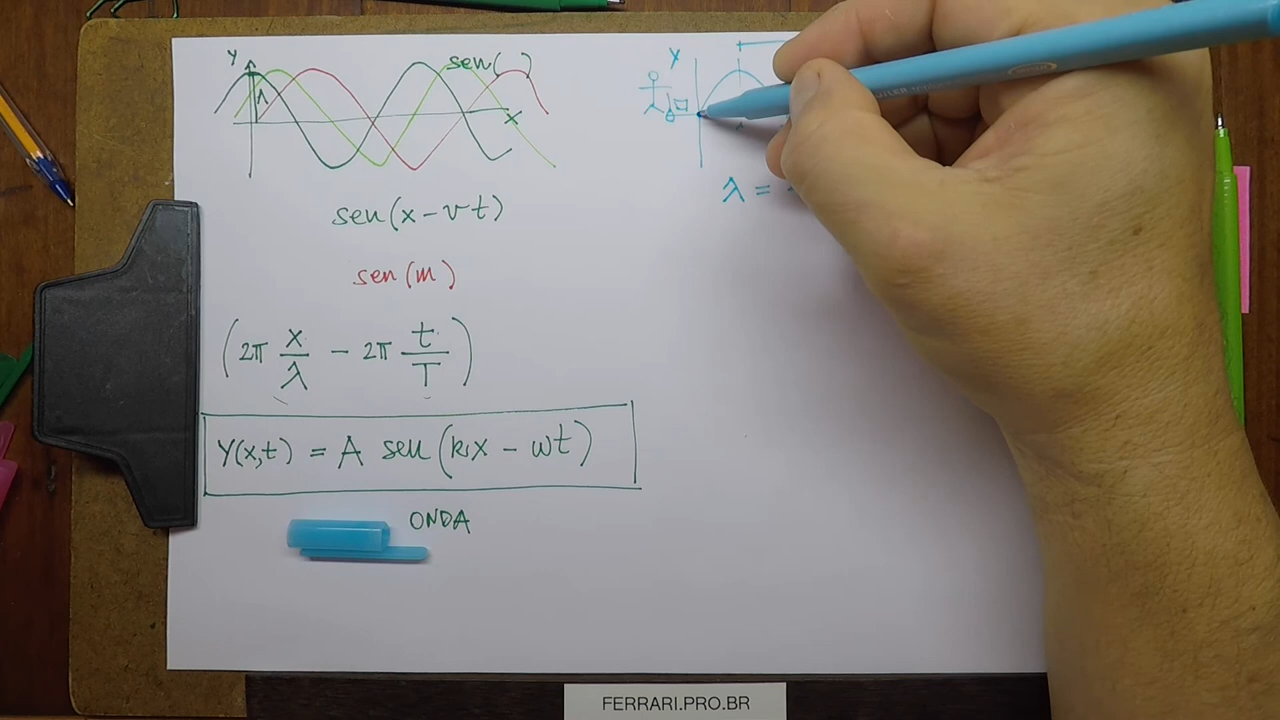 Y
sen( )
A
X
Y
λ =
sen(x - vt)
sen(m)
(2π x/λ - 2π t/T)
Y(x,t) = A sen(kx - ωt)
ONDA
FERRARI.PRO.BR